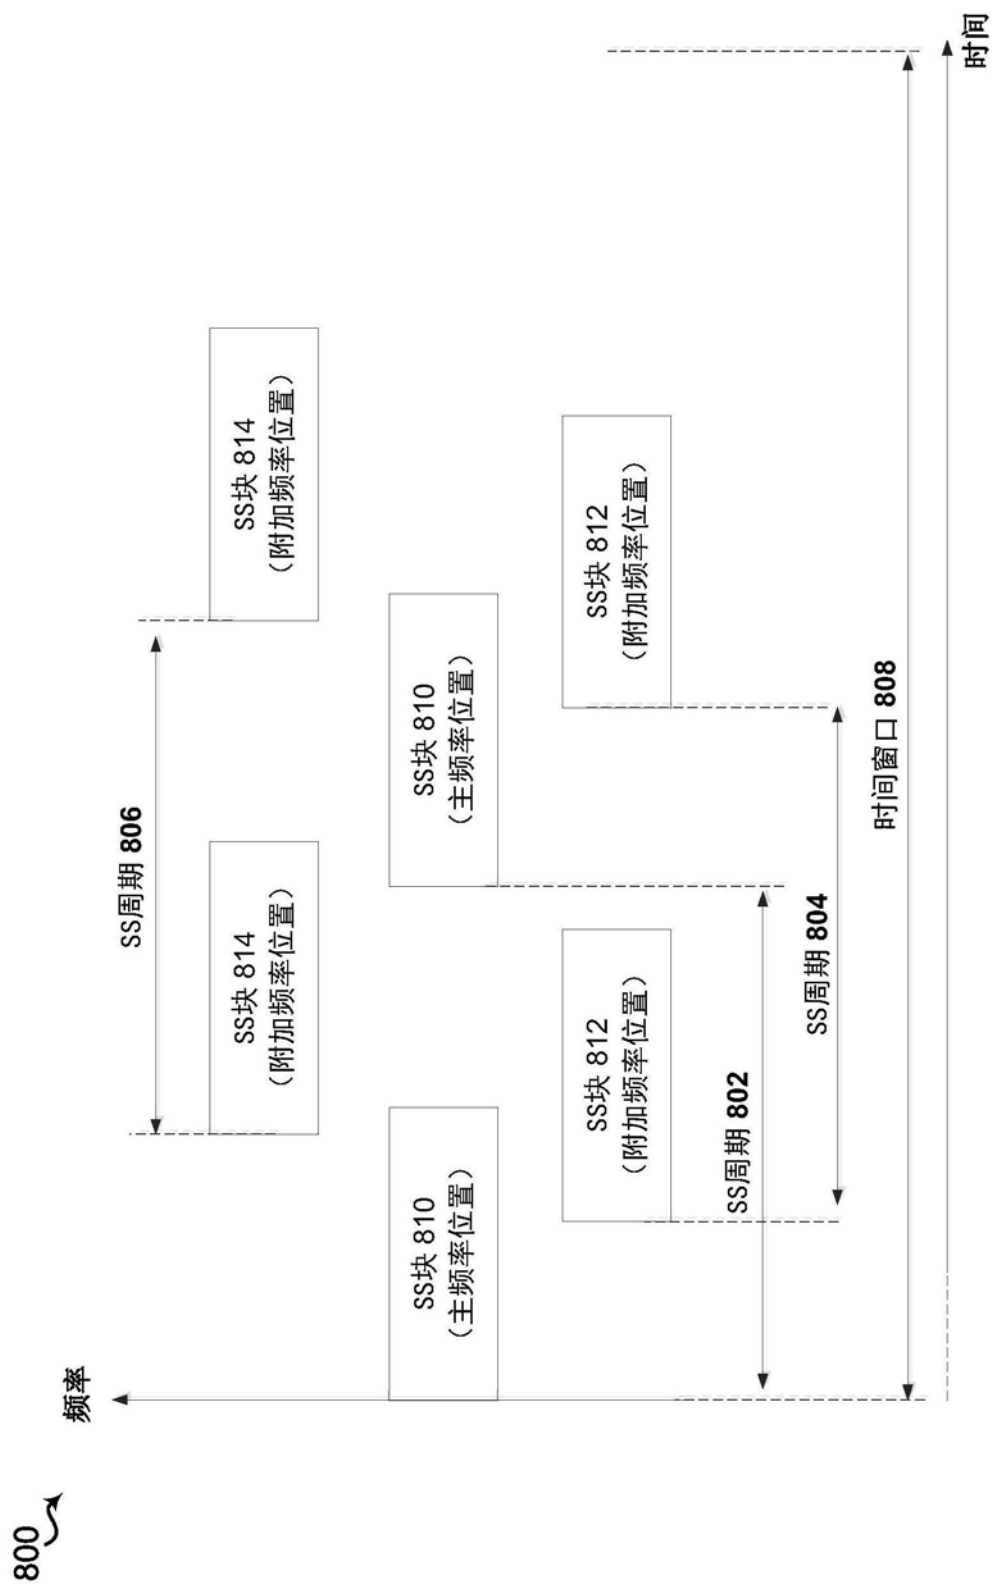 800
频率
SS周期 806
SS块 814
（附加频率位置）
SS块 814
（附加频率位置）
SS块 810
（主频率位置）
SS块 810
（主频率位置）
SS块 812
（附加频率位置）
SS块 812
（附加频率位置）
SS周期 802
SS周期 804
时间窗口 808
时间